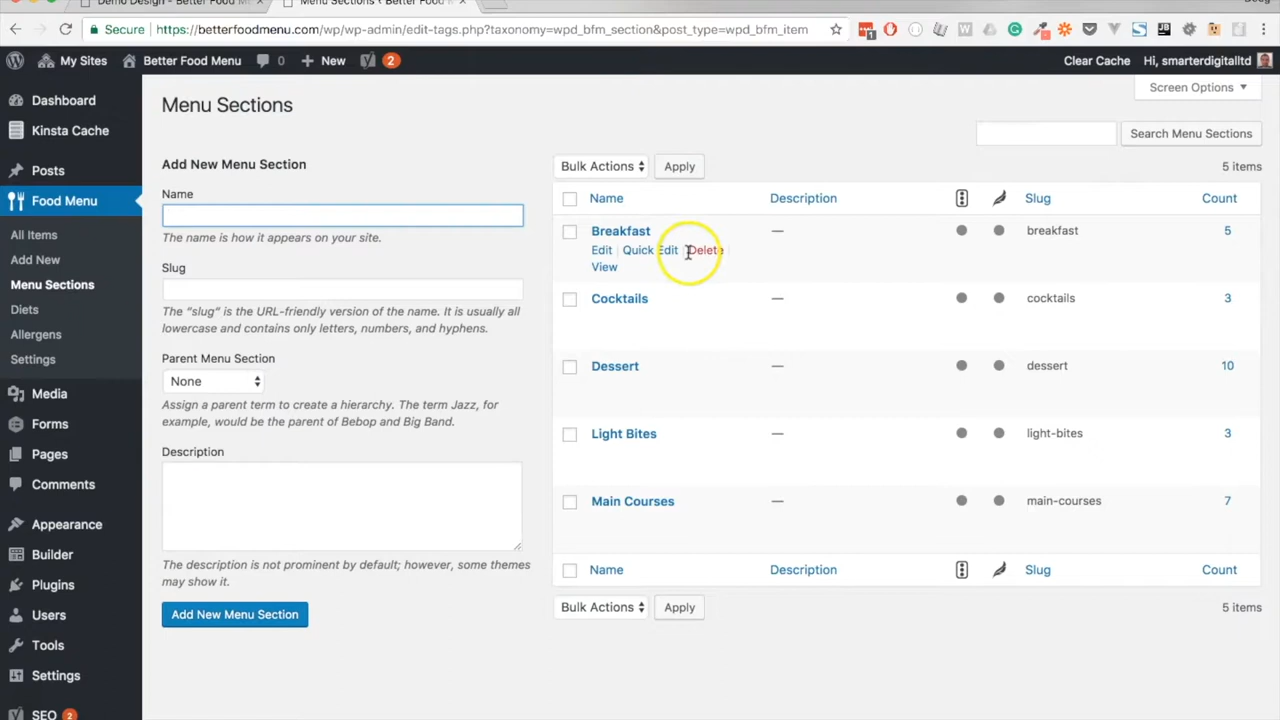 Demo Design - Better Food M
Menu Sections ‹ Better Food M
Secure https://betterfoodmenu.com/wp/wp-admin/edit-tags.php?taxonomy=wpd_bfm_section&post_type=wpd_bfm_item
My Sites Better Food Menu 0 New 2 Clear Cache Hi, smarterdigitalltd
Screen Options
Menu Sections
Search Menu Sections
Dashboard
Kinsta Cache
Posts
Food Menu
All Items
Add New
Menu Sections
Diets
Allergens
Settings
Media
Forms
Pages
Comments
Appearance
Builder
Plugins
Users
Tools
Settings
SEO 2
Add New Menu Section
Name
The name is how it appears on your site.
Slug
The "slug" is the URL-friendly version of the name. It is usually all
lowercase and contains only letters, numbers, and hyphens.
Parent Menu Section
None
Assign a parent term to create a hierarchy. The term Jazz, for
example, would be the parent of Bebop and Big Band.
Description
The description is not prominent by default; however, some themes
may show it.
Add New Menu Section
Bulk Actions Apply 5 items
Name Description Slug Count
Breakfast — breakfast 5
Edit | Quick Edit | Delete |
View
Cocktails — cocktails 3
Dessert — dessert 10
Light Bites — light-bites 3
Main Courses — main-courses 7
Name Description Slug Count
Bulk Actions Apply 5 items